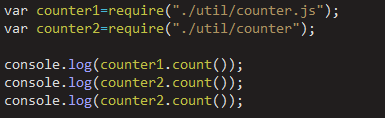 var counter1=require("./util/counter.js");
var counter2=require("./util/counter");
console.log(counter1.count());
console.log(counter2.count());
console.log(counter2.count());